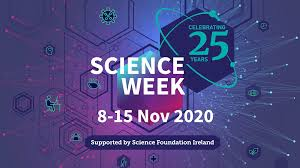 CELEBRATING
25
YEARS
SCIENCE
WEEK
8-15 Nov 2020
Supported by Science Foundation Ireland